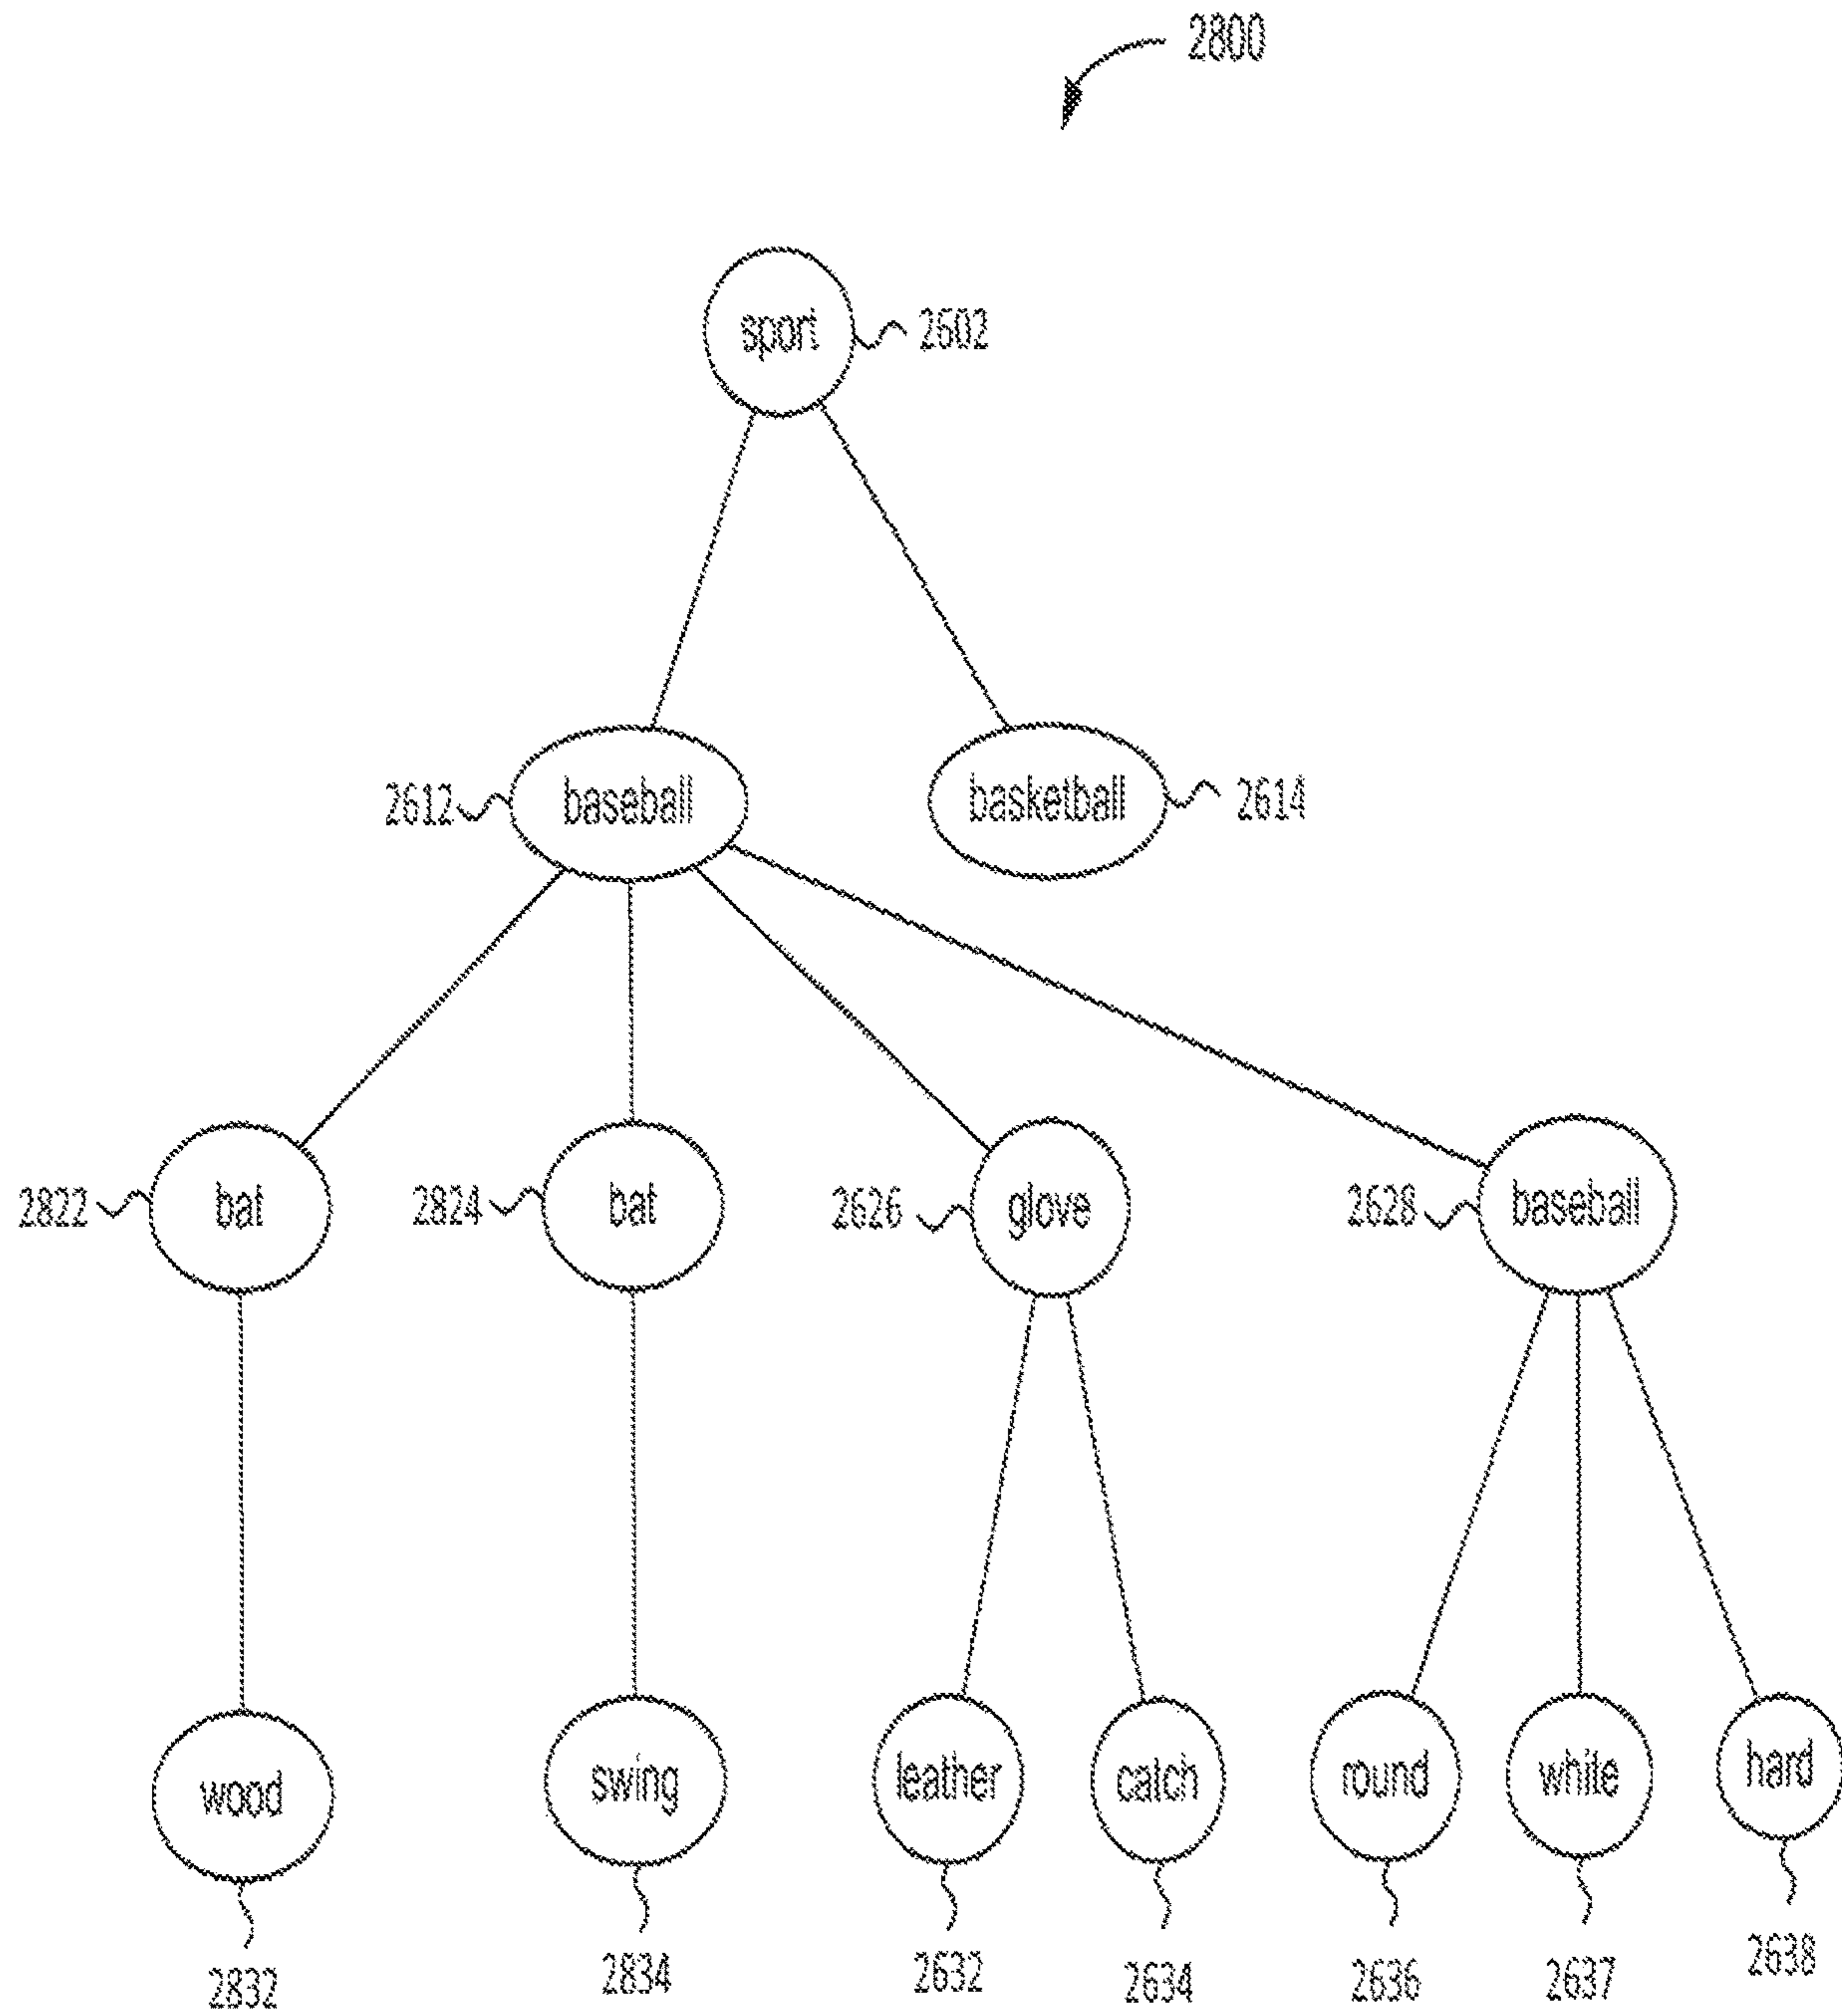 2800
sport 2602
2612 baseball basketball 2614
2822 bat 2824 bat 2626 glove 2628 baseball
wood swing leather catch round white hard
2832 2834 2632 2634 2636 2637 2638